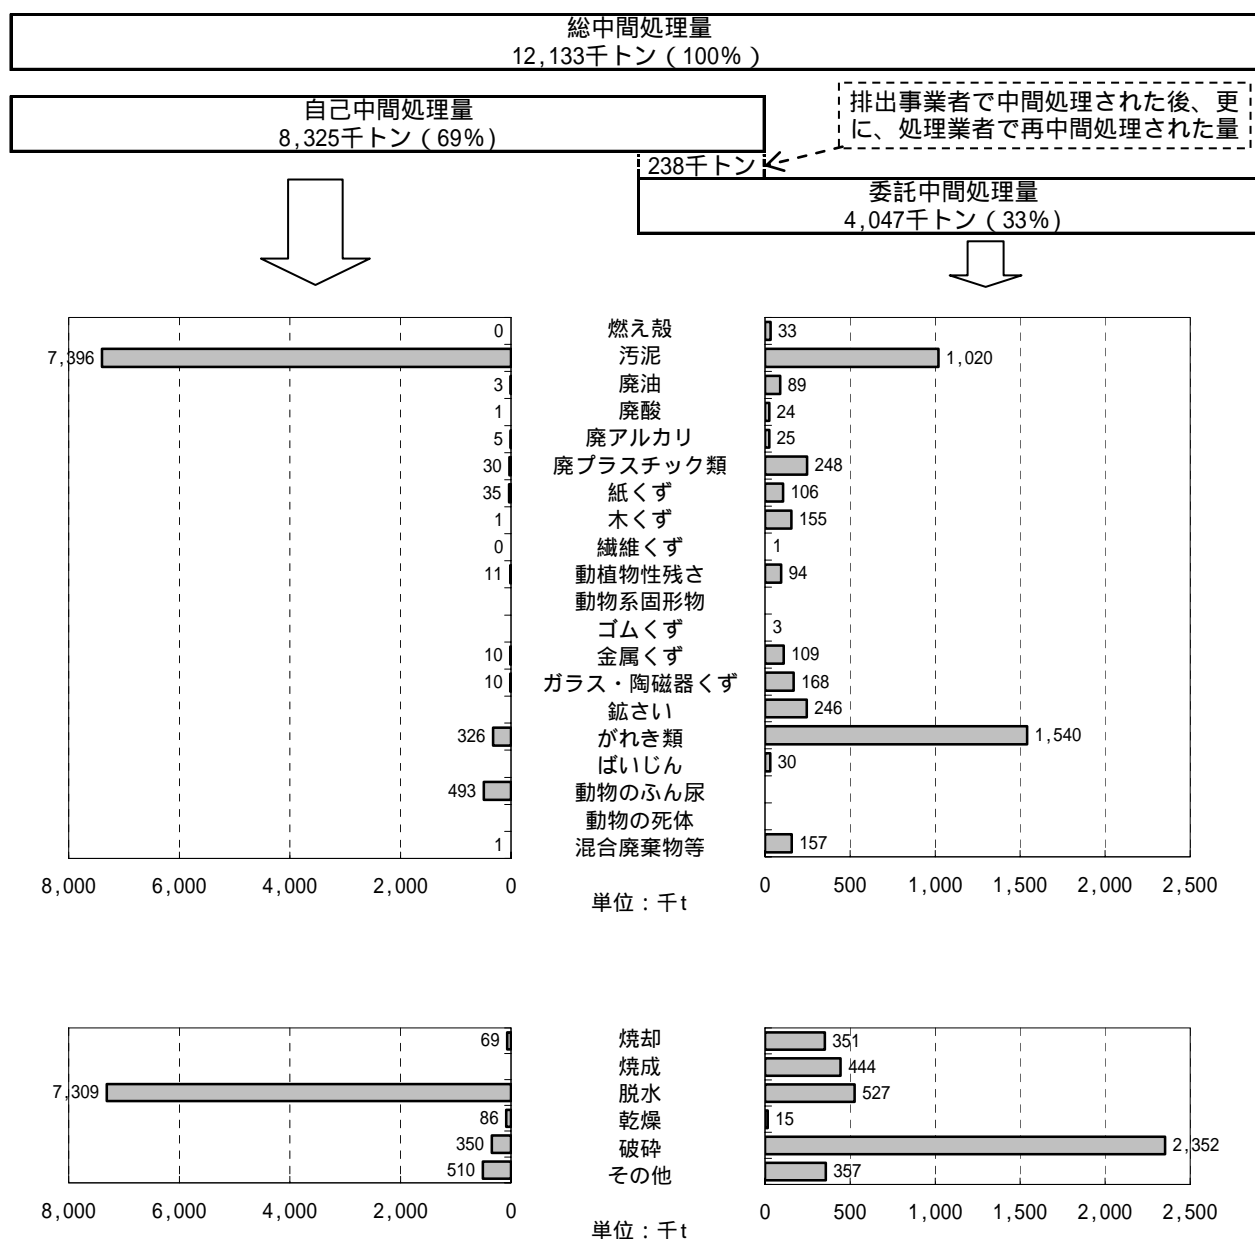 総中間処理量
12,133千トン(100%)
自己中間処理量
8,325千トン(69%)
排出事業者で中間処理された後、更
に、処理業者で再中間処理された量
238千トン
委託中間処理量
4,047千トン(33%)
0 燃え殻 33
7,396 汚泥 1,020
3 廃油 89
1 廃酸 24
5 廃アルカリ 25
30 廃プラスチック類 248
35 紙くず 106
1 木くず 155
0 繊維くず 1
11 動植物性残さ 94
動物系固形物
ゴムくず 3
10 金属くず 109
10 ガラス・陶磁器くず 168
鉱さい 246
326 がれき類 1,540
ばいじん 30
493 動物のふん尿
動物の死体
1 混合廃棄物等 157
8,000 6,000 4,000 2,000 0 0 500 1,000 1,500 2,000 2,500
単位:千t
69 焼却 351
焼成 444
7,309 脱水 527
86 乾燥 15
350 破砕 2,352
510 その他 357
8,000 6,000 4,000 2,000 0 0 500 1,000 1,500 2,000 2,500
単位:千t